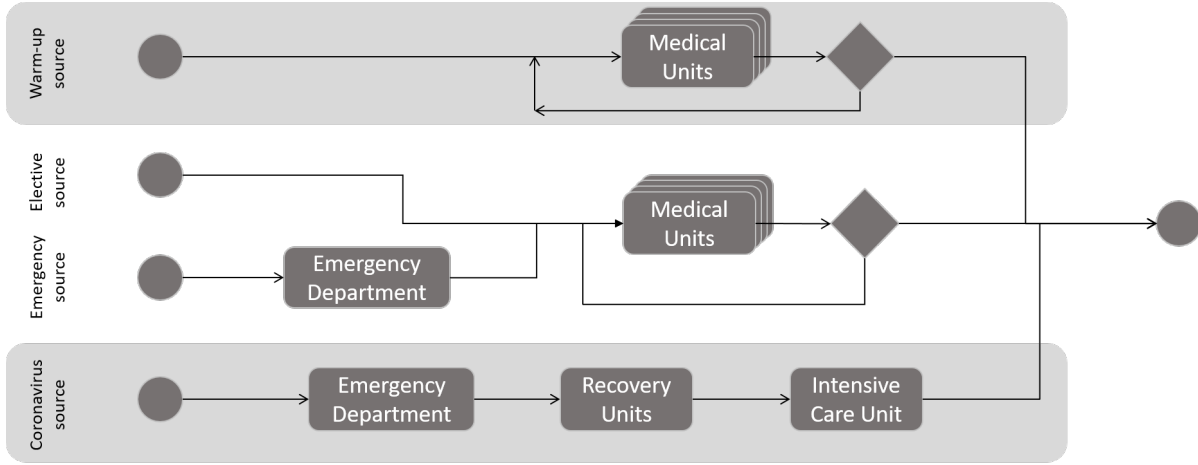 Warm-up
source
Medical
Units
Elective
source
Medical
Units
Emergency
source
Emergency
Department
Coronavirus
source
Emergency
Department
Recovery
Units
Intensive
Care Unit